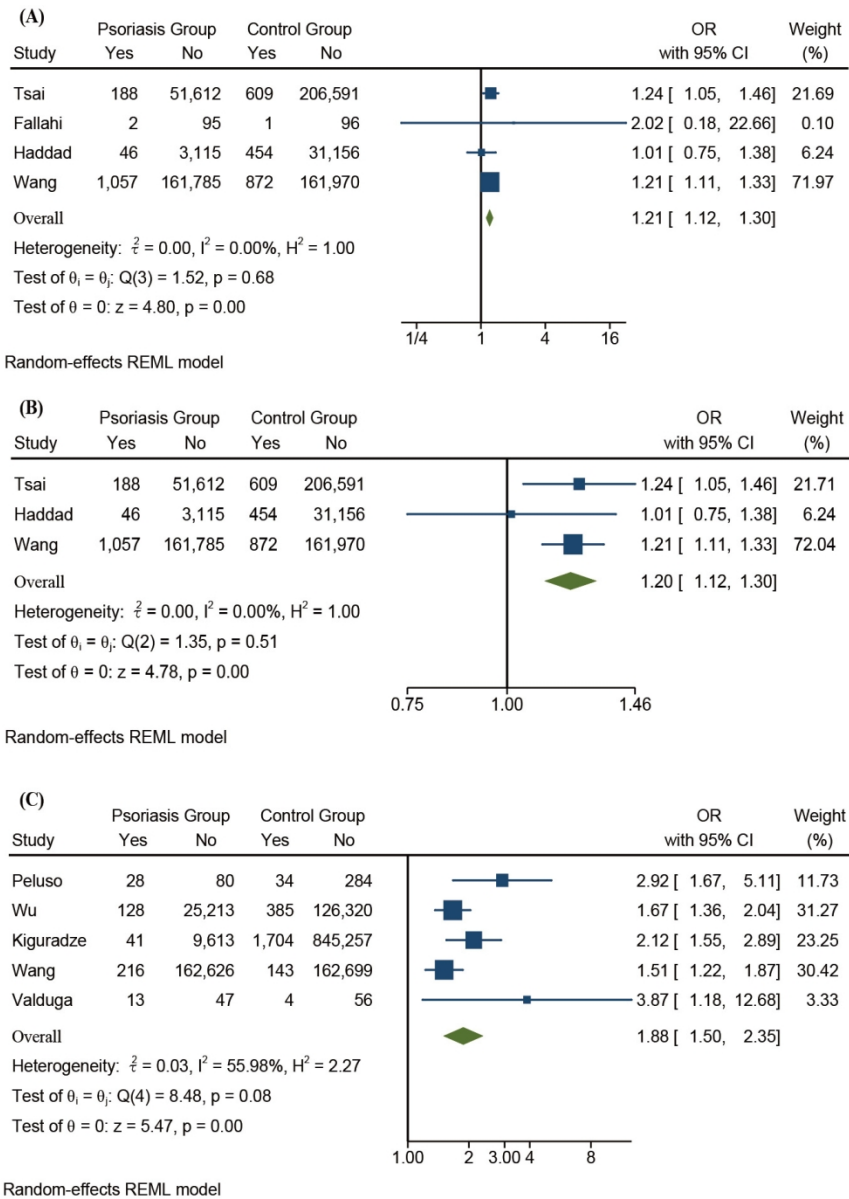 (A)
Psoriasis Group Control Group OR Weight
Study Yes No Yes No with 95% CI (%)
Tsai 188 51,612 609 206,591 1.24 [ 1.05, 1.46] 21.69
Fallahi 2 95 1 96 2.02 [ 0.18, 22.66] 0.10
Haddad 46 3,115 454 31,156 1.01 [ 0.75, 1.38] 6.24
Wang 1,057 161,785 872 161,970 1.21 [ 1.11, 1.33] 71.97
Overall 1.21 [ 1.12, 1.30]
Heterogeneity: τ² = 0.00, I² = 0.00%, H² = 1.00
Test of θi = θj: Q(3) = 1.52, p = 0.68
Test of θ = 0: z = 4.80, p = 0.00
1/4 1 4 16
Random-effects REML model
(B)
Psoriasis Group Control Group OR Weight
Study Yes No Yes No with 95% CI (%)
Tsai 188 51,612 609 206,591 1.24 [ 1.05, 1.46] 21.71
Haddad 46 3,115 454 31,156 1.01 [ 0.75, 1.38] 6.24
Wang 1,057 161,785 872 161,970 1.21 [ 1.11, 1.33] 72.04
Overall 1.20 [ 1.12, 1.30]
Heterogeneity: τ² = 0.00, I² = 0.00%, H² = 1.00
Test of θi = θj: Q(2) = 1.35, p = 0.51
Test of θ = 0: z = 4.78, p = 0.00
0.75 1.00 1.46
Random-effects REML model
(C)
Psoriasis Group Control Group OR Weight
Study Yes No Yes No with 95% CI (%)
Peluso 28 80 34 284 2.92 [ 1.67, 5.11] 11.73
Wu 128 25,213 385 126,320 1.67 [ 1.36, 2.04] 31.27
Kiguradze 41 9,613 1,704 845,257 2.12 [ 1.55, 2.89] 23.25
Wang 216 162,626 143 162,699 1.51 [ 1.22, 1.87] 30.42
Valduga 13 47 4 56 3.87 [ 1.18, 12.68] 3.33
Overall 1.88 [ 1.50, 2.35]
Heterogeneity: τ² = 0.03, I² = 55.98%, H² = 2.27
Test of θi = θj: Q(4) = 8.48, p = 0.08
Test of θ = 0: z = 5.47, p = 0.00
1.00 2 3.00 4 8
Random-effects REML model